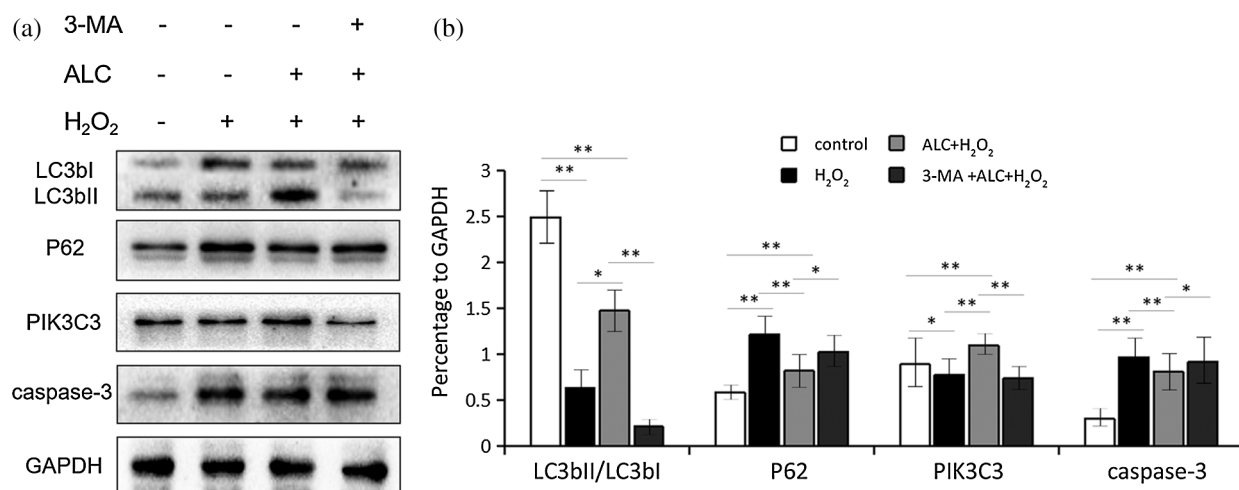 (a)
3-MA - - - +
ALC - - + +
H₂O₂ - + + +
LC3bI
LC3bII
P62
PIK3C3
caspase-3
GAPDH
(b)
control
H₂O₂
ALC+H₂O₂
3-MA +ALC+H₂O₂
Percentage to GAPDH
3
2.5
2
1.5
1
0.5
0
**
**
*
**
**
**
**
*
**
*
**
**
**
**
**
*
LC3bII/LC3bI P62 PIK3C3 caspase-3